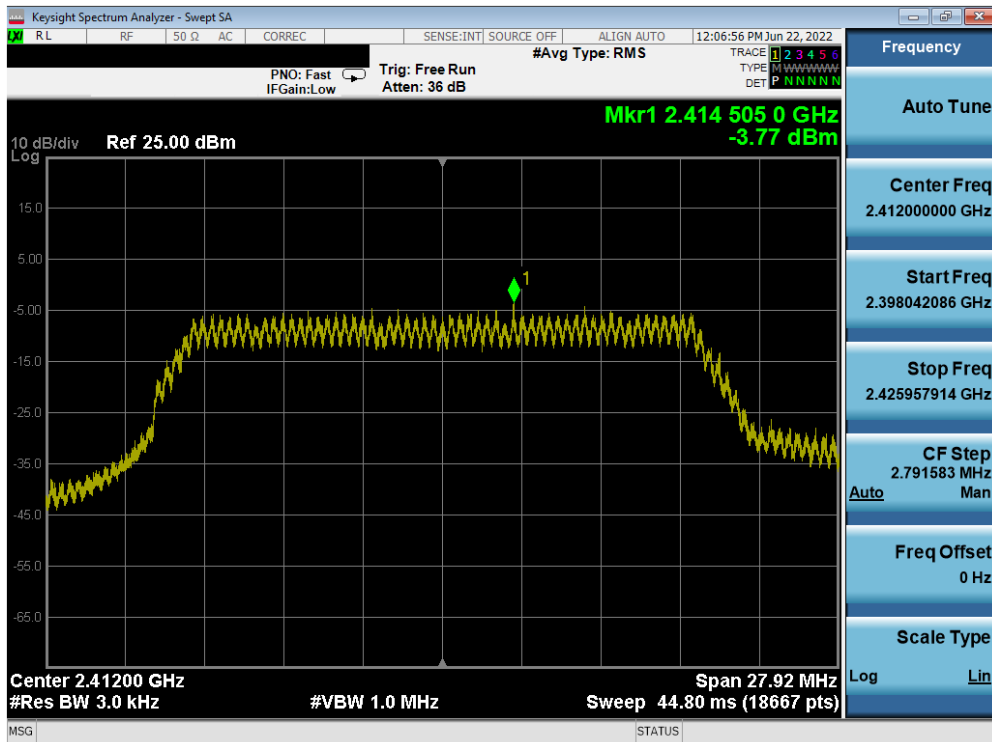 Keysight Spectrum Analyzer - Swept SA
LXI RL RF 50 Ω AC CORREC SENSE:INT SOURCE OFF ALIGN AUTO 12:06:56 PM Jun 22, 2022
#Avg Type: RMS
TRACE 1 2 3 4 5 6
PNO: Fast Trig: Free Run TYPE M W W W W W
IFGain:Low Atten: 36 dB DET P N N N N N
Mkr1 2.414 505 0 GHz
-3.77 dBm
10 dB/div Ref 25.00 dBm
Log
15.0
5.00
1
-5.00
-15.0
-25.0
-35.0
-45.0
-55.0
-65.0
Center 2.41200 GHz Span 27.92 MHz
#Res BW 3.0 kHz #VBW 1.0 MHz Sweep 44.80 ms (18667 pts)
MSG STATUS
Frequency
Auto Tune
Center Freq
2.412000000 GHz
Start Freq
2.398042086 GHz
Stop Freq
2.425957914 GHz
CF Step
2.791583 MHz
Auto Man
Freq Offset
0 Hz
Scale Type
Log Lin